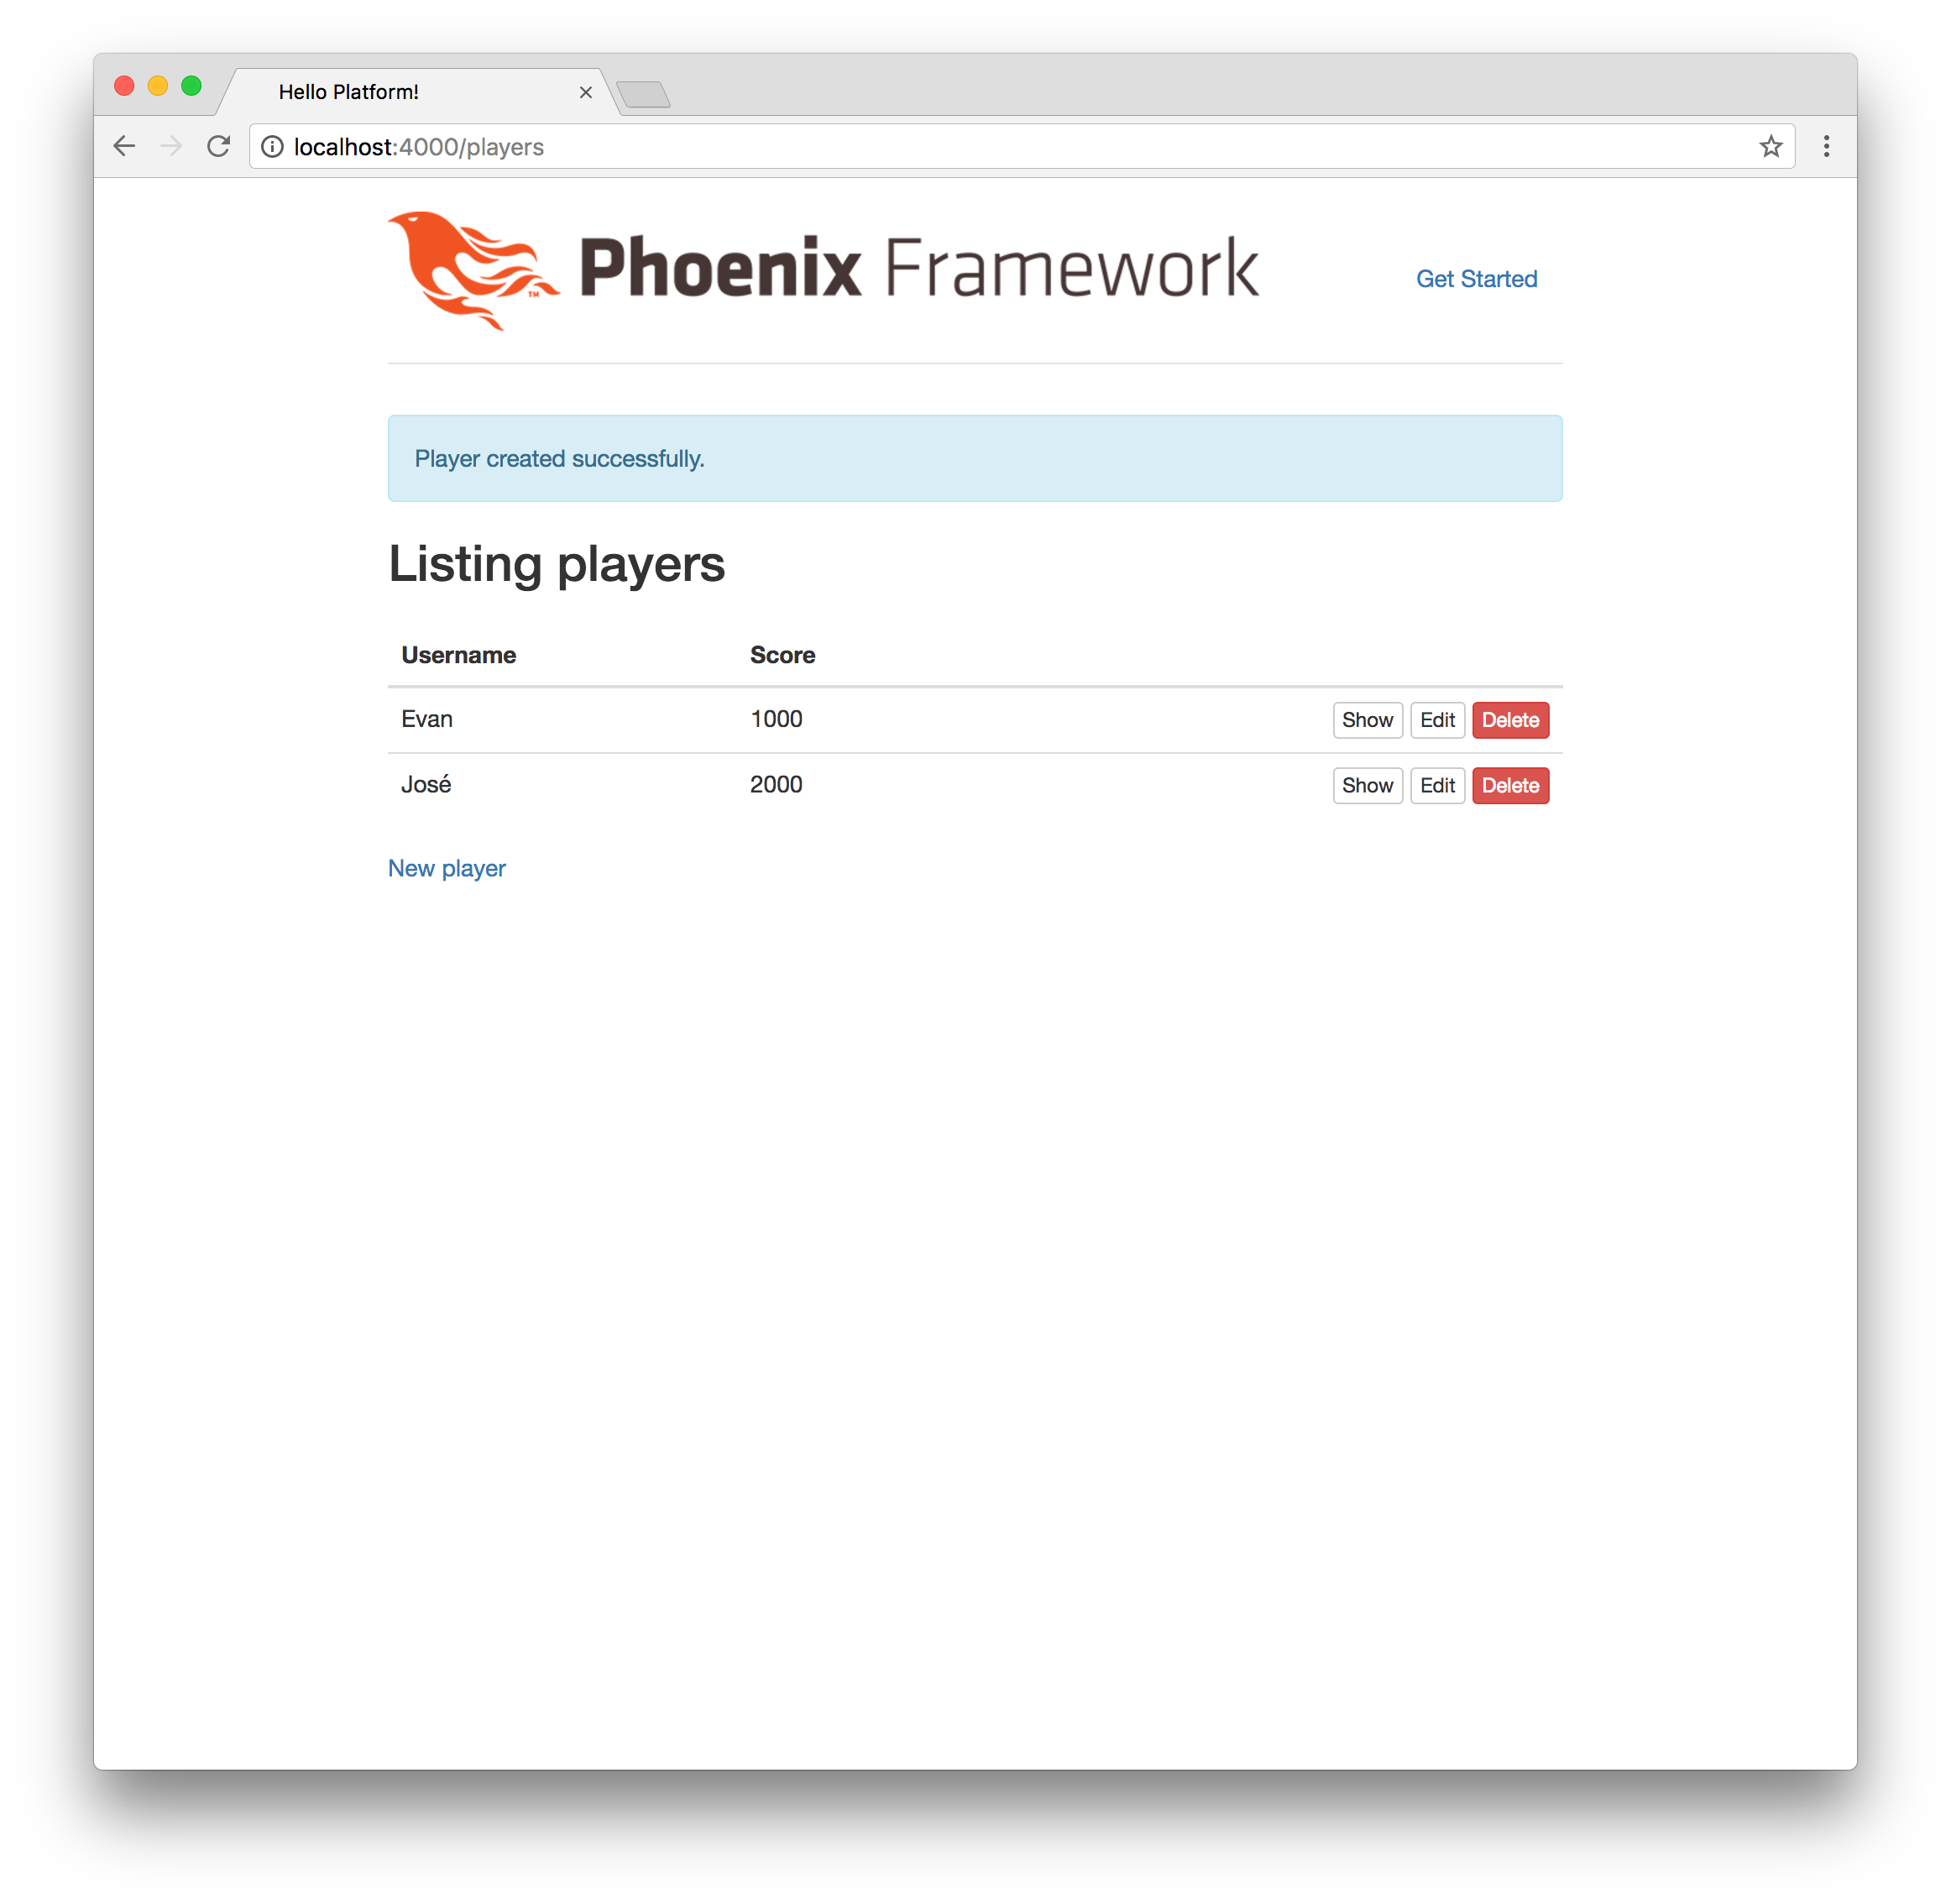 Hello Platform!
localhost:4000/players
Phoenix Framework
TM
Get Started
Player created successfully.
Listing players
Username Score
Evan 1000 Show Edit Delete
José 2000 Show Edit Delete
New player